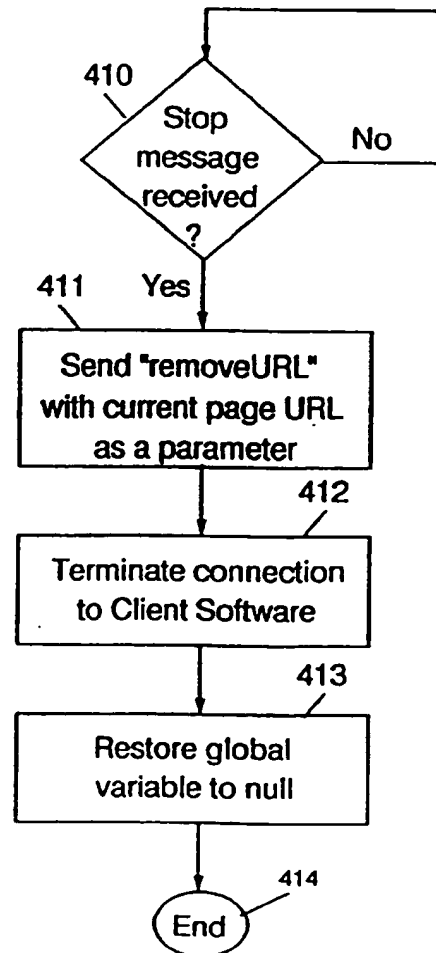 410
Stop
message
received
?
No
Yes
411
Send "removeURL"
with current page URL
as a parameter
412
Terminate connection
to Client Software
413
Restore global
variable to null
414
End